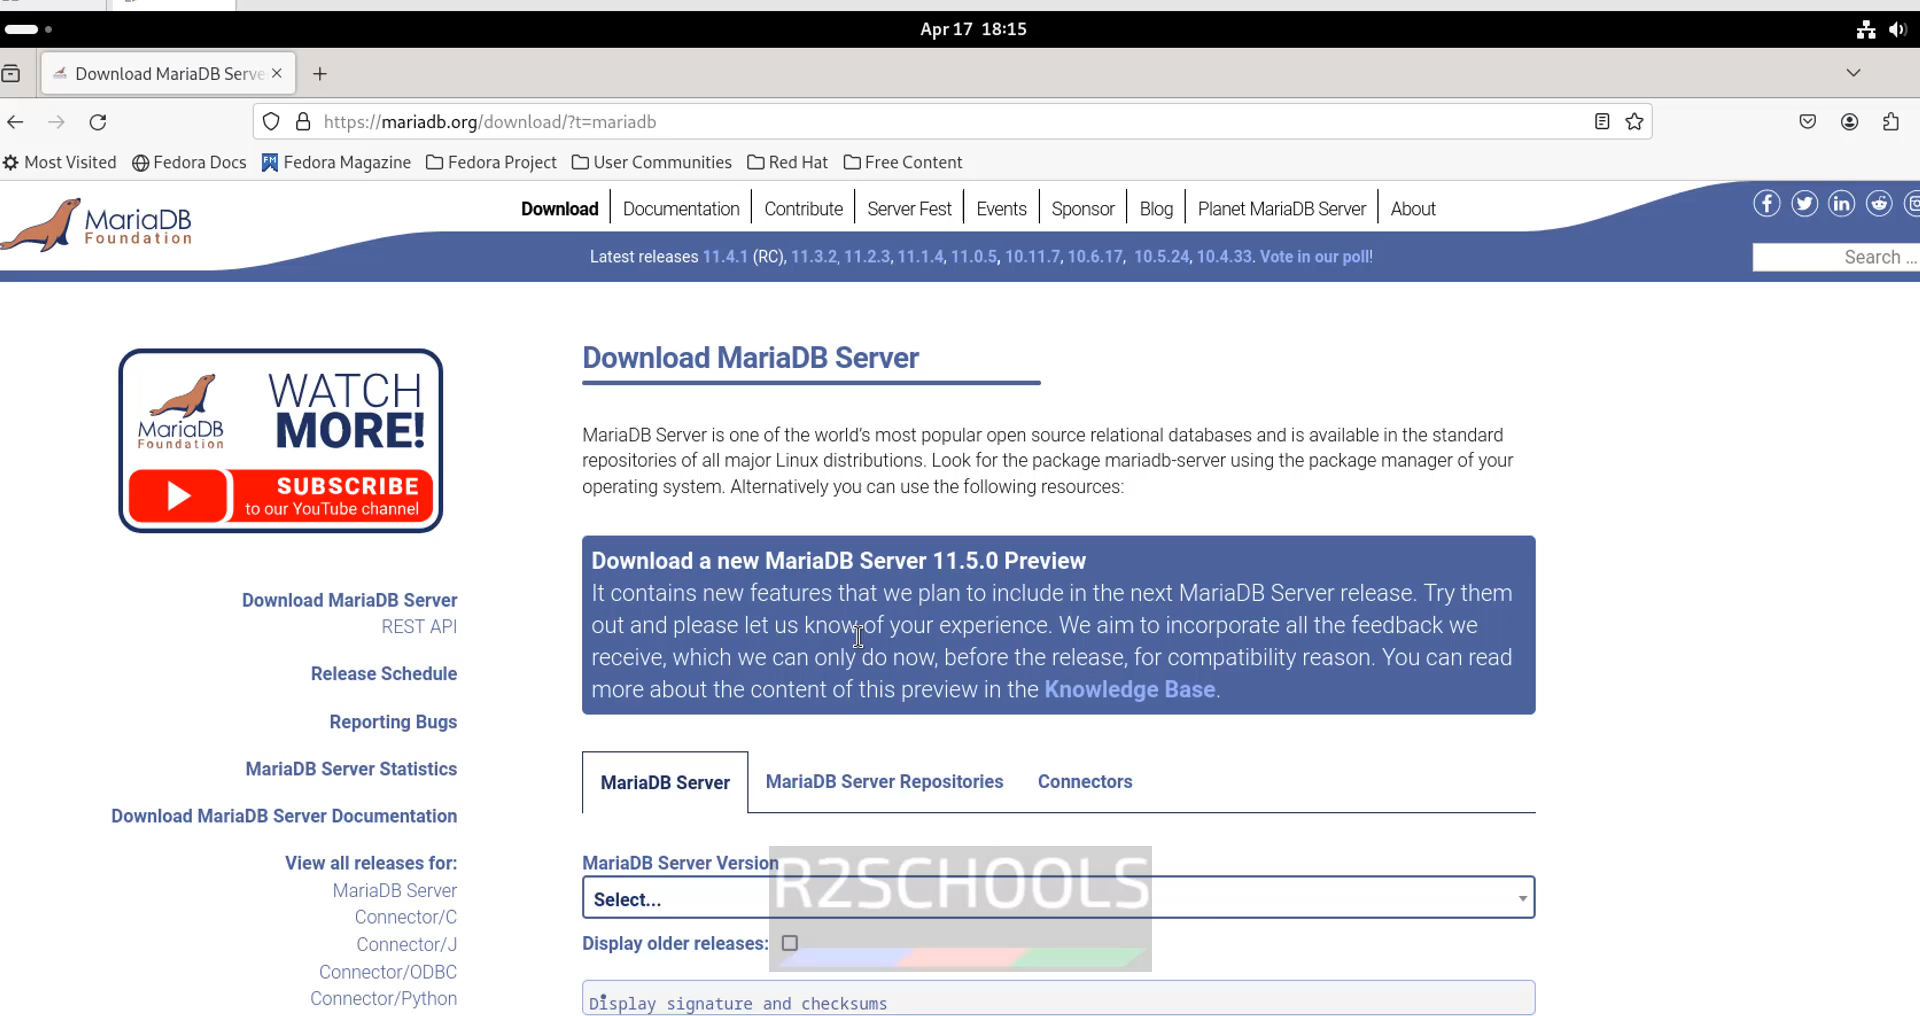 Apr 17 18:15
Download MariaDB Serve
https://mariadb.org/download/?t=mariadb
Most Visited Fedora Docs Fedora Magazine Fedora Project User Communities Red Hat Free Content
MariaDB
Foundation
Download Documentation Contribute Server Fest Events Sponsor Blog Planet MariaDB Server About
Latest releases 11.4.1 (RC), 11.3.2, 11.2.3, 11.1.4, 11.0.5, 10.11.7, 10.6.17, 10.5.24, 10.4.33. Vote in our poll!
Search ...
MariaDB
Foundation
WATCH
MORE!
SUBSCRIBE
to our YouTube channel
Download MariaDB Server
REST API
Release Schedule
Reporting Bugs
MariaDB Server Statistics
Download MariaDB Server Documentation
View all releases for:
MariaDB Server
Connector/C
Connector/J
Connector/ODBC
Connector/Python
Download MariaDB Server
MariaDB Server is one of the world's most popular open source relational databases and is available in the standard
repositories of all major Linux distributions. Look for the package mariadb-server using the package manager of your
operating system. Alternatively you can use the following resources:
Download a new MariaDB Server 11.5.0 Preview
It contains new features that we plan to include in the next MariaDB Server release. Try them
out and please let us know of your experience. We aim to incorporate all the feedback we
receive, which we can only do now, before the release, for compatibility reason. You can read
more about the content of this preview in the Knowledge Base.
MariaDB Server MariaDB Server Repositories Connectors
MariaDB Server Version
Select...
R2SCHOOLS
Display older releases:
Display signature and checksums